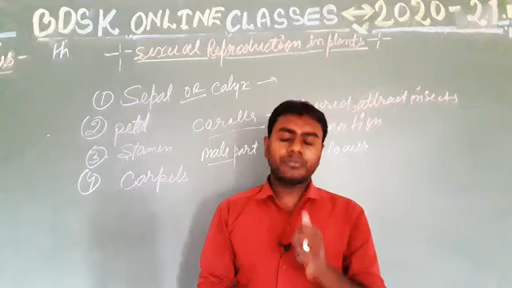 BDSK ONLINE CLASSES ↔ 2020-21
th Sexual Reproduction in plants
① Sepal OR calyx →
② petal corolla attract insects
③ Stamen male part
④ Carpels